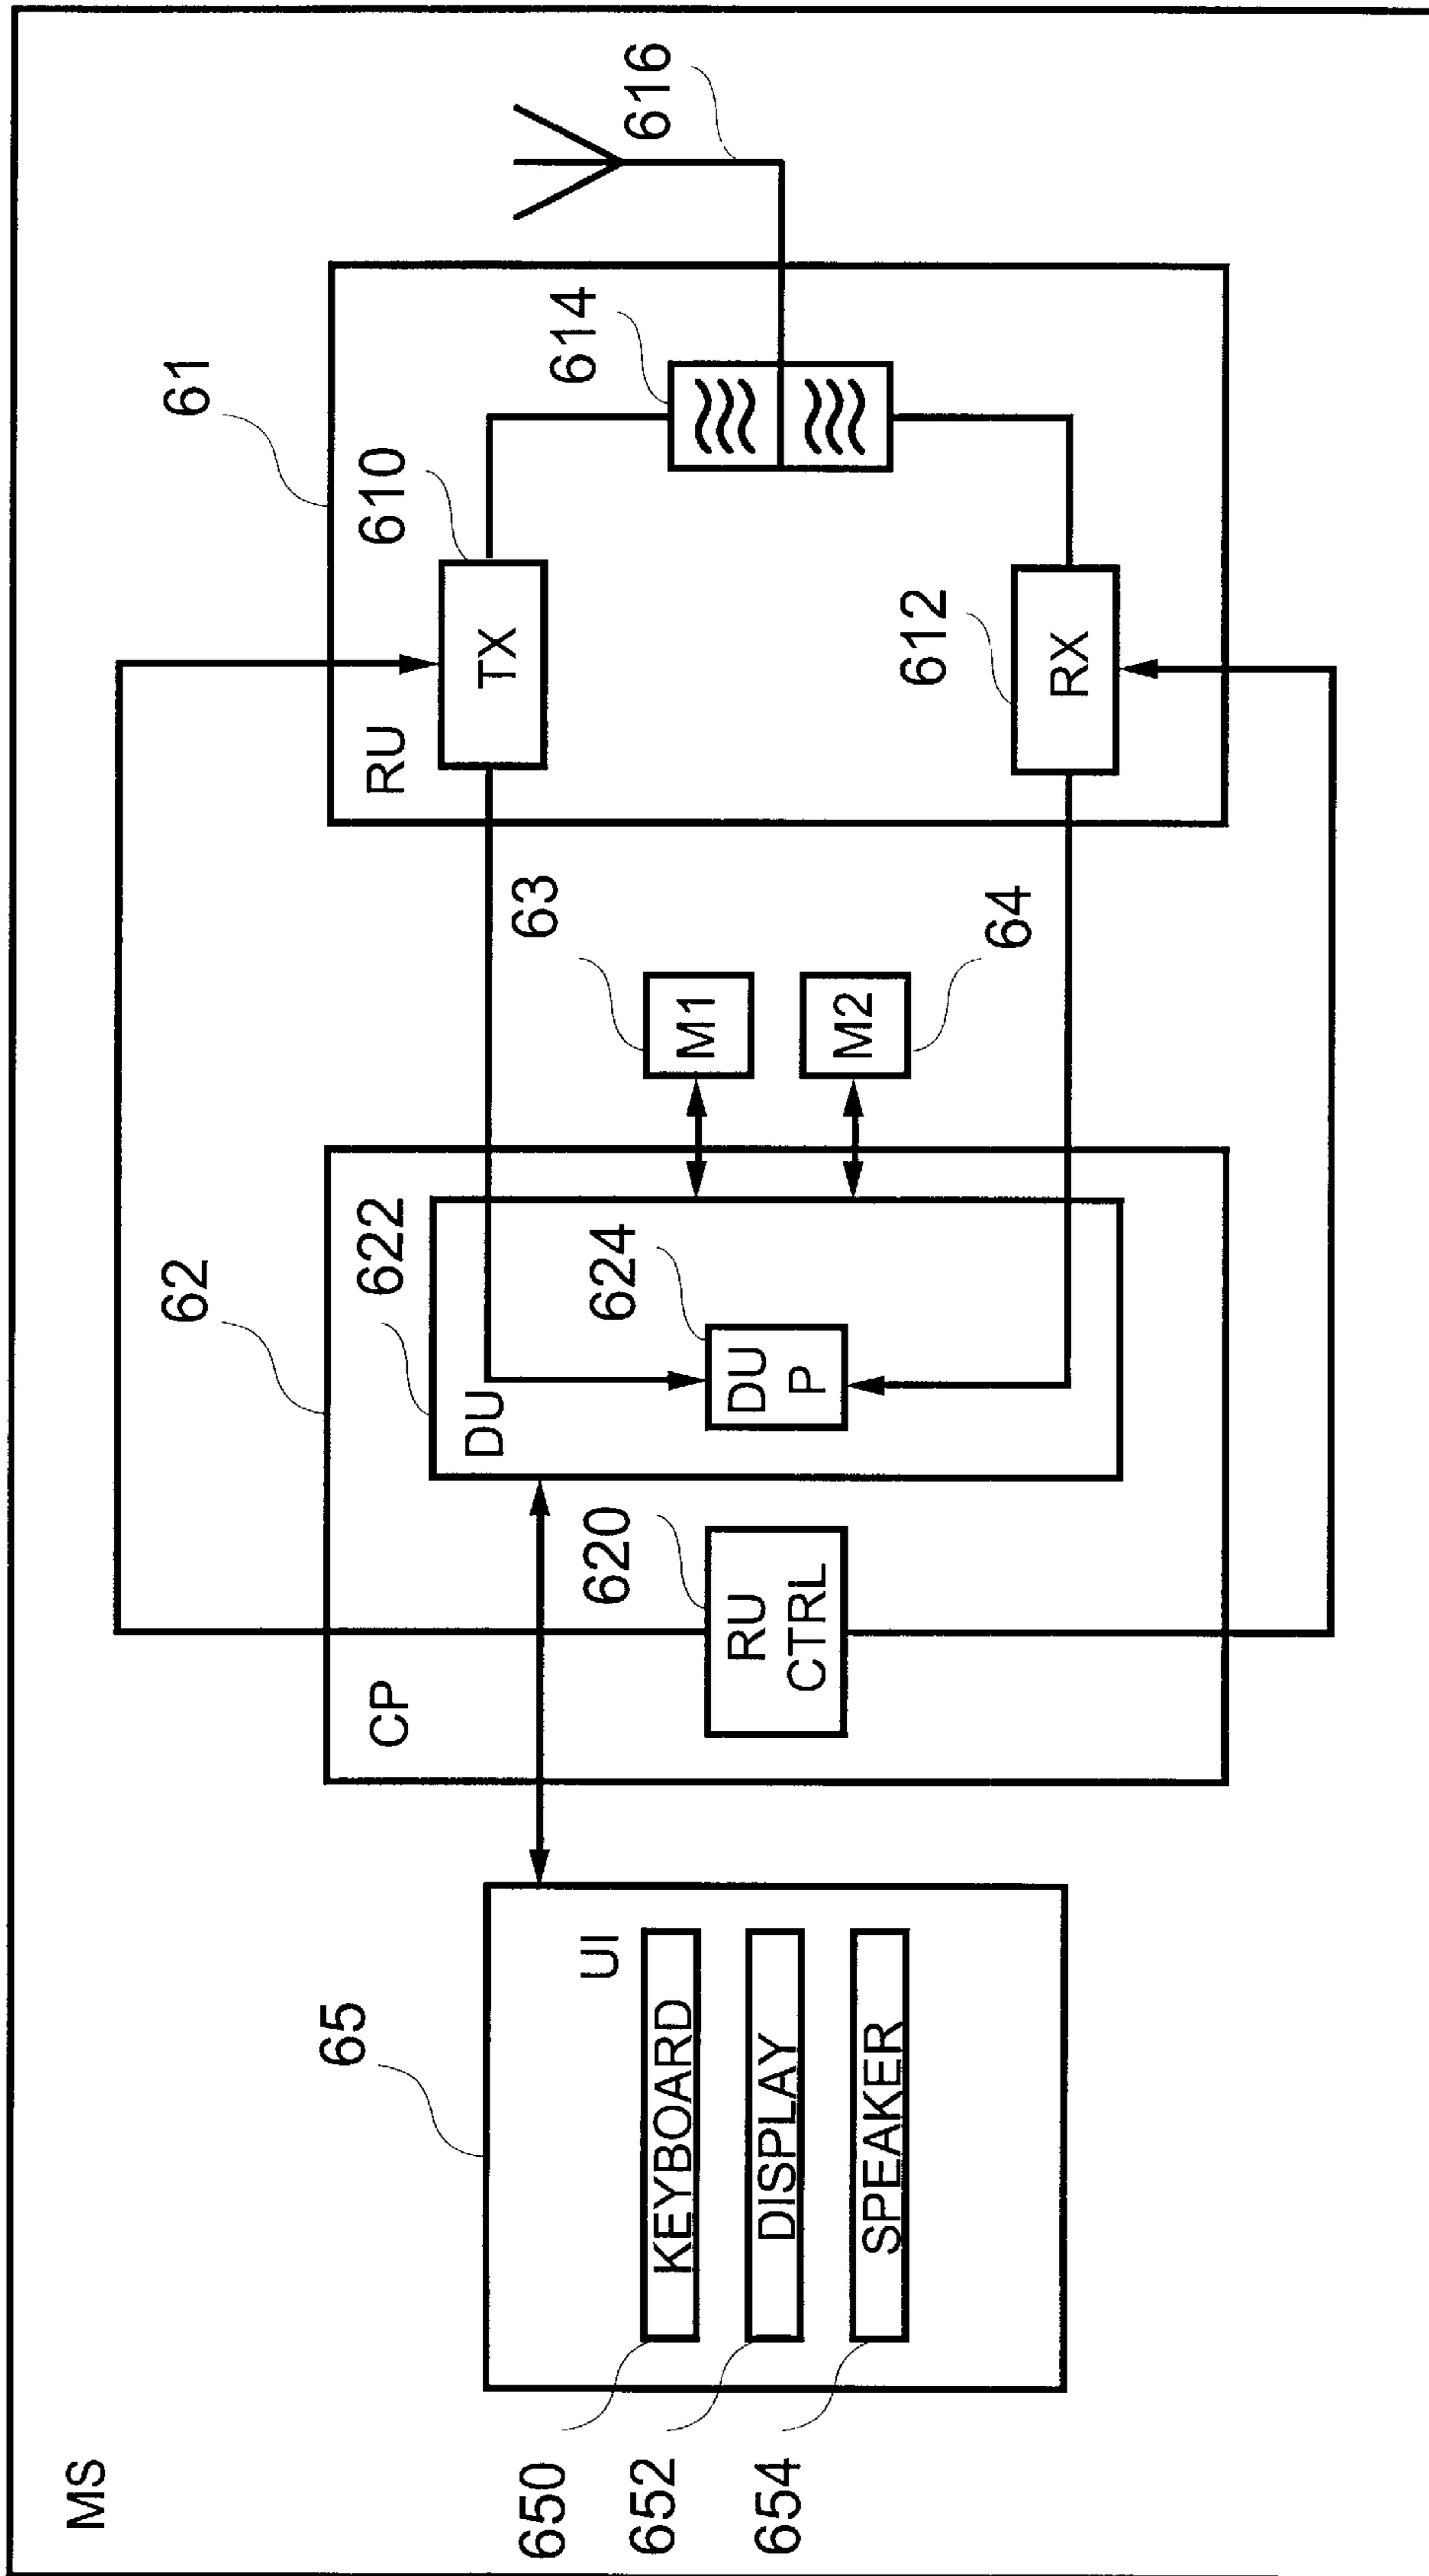 MS
65
UI
KEYBOARD
DISPLAY
SPEAKER
650
652
654
62
CP
622
DU
624
DU
P
620
RU
CTRL
63
M1
M2
64
61
RU
610
TX
612
RX
614
616